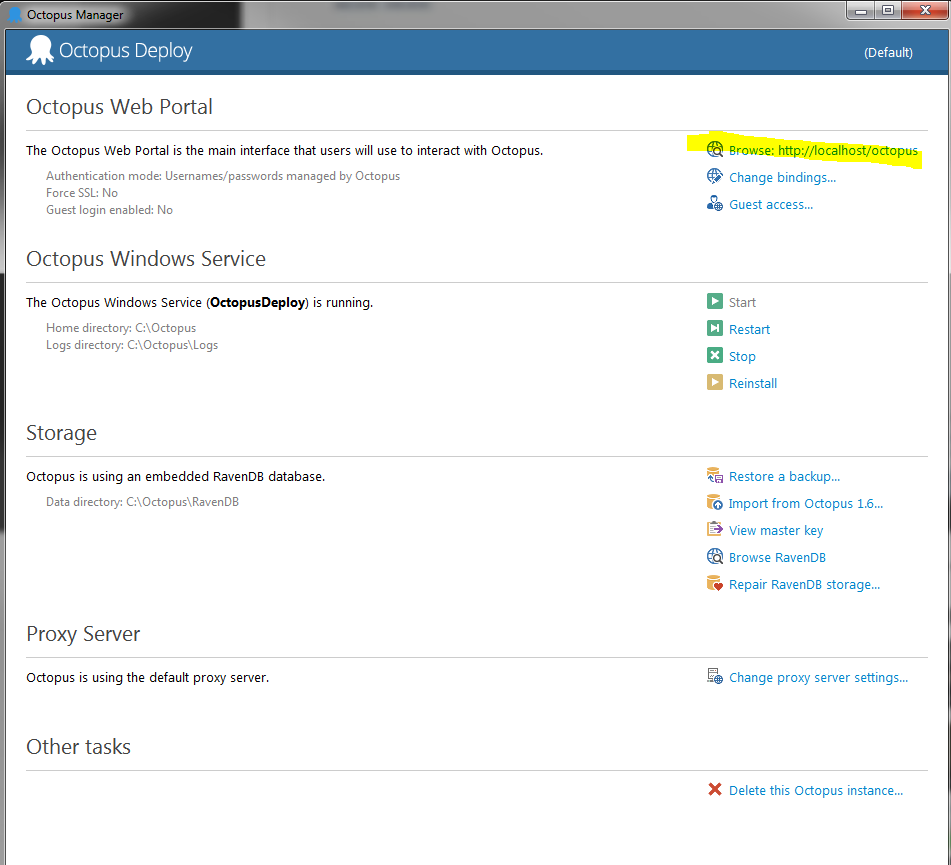 Octopus Manager
Octopus Deploy
(Default)
Octopus Web Portal
The Octopus Web Portal is the main interface that users will use to interact with Octopus.
Browse: http://localhost/octopus
Authentication mode: Usernames/passwords managed by Octopus
Change bindings...
Force SSL: No
Guest login enabled: No
Guest access...
Octopus Windows Service
The Octopus Windows Service (OctopusDeploy) is running.
Start
Home directory: C:\Octopus
Restart
Logs directory: C:\Octopus\Logs
Stop
Reinstall
Storage
Octopus is using an embedded RavenDB database.
Restore a backup...
Data directory: C:\Octopus\RavenDB
Import from Octopus 1.6...
View master key
Browse RavenDB
Repair RavenDB storage...
Proxy Server
Octopus is using the default proxy server.
Change proxy server settings...
Other tasks
Delete this Octopus instance...